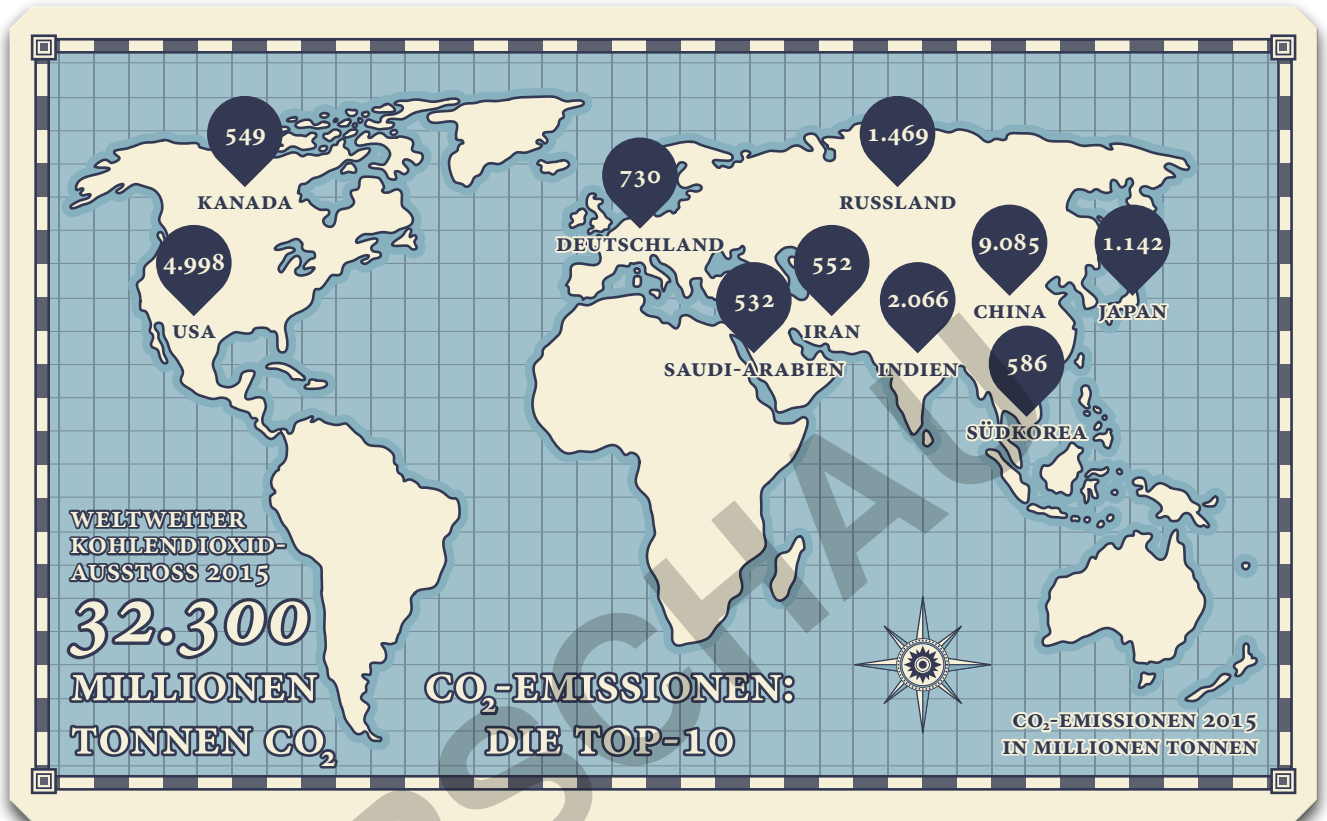 549
KANADA
1.469
RUSSLAND
730
DEUTSCHLAND
4.998
USA
552
IRAN
9.085
CHINA
1.142
JAPAN
532
SAUDI-ARABIEN
2.066
INDIEN
586
SÜDKOREA
WELTWEITER
KOHLENDIOXID-
AUSSTOSS 2015
32.300
MILLIONEN
TONNEN CO₂
CO₂-EMISSIONEN:
DIE TOP-10
CO₂-EMISSIONEN 2015
IN MILLIONEN TONNEN
PSCHAU